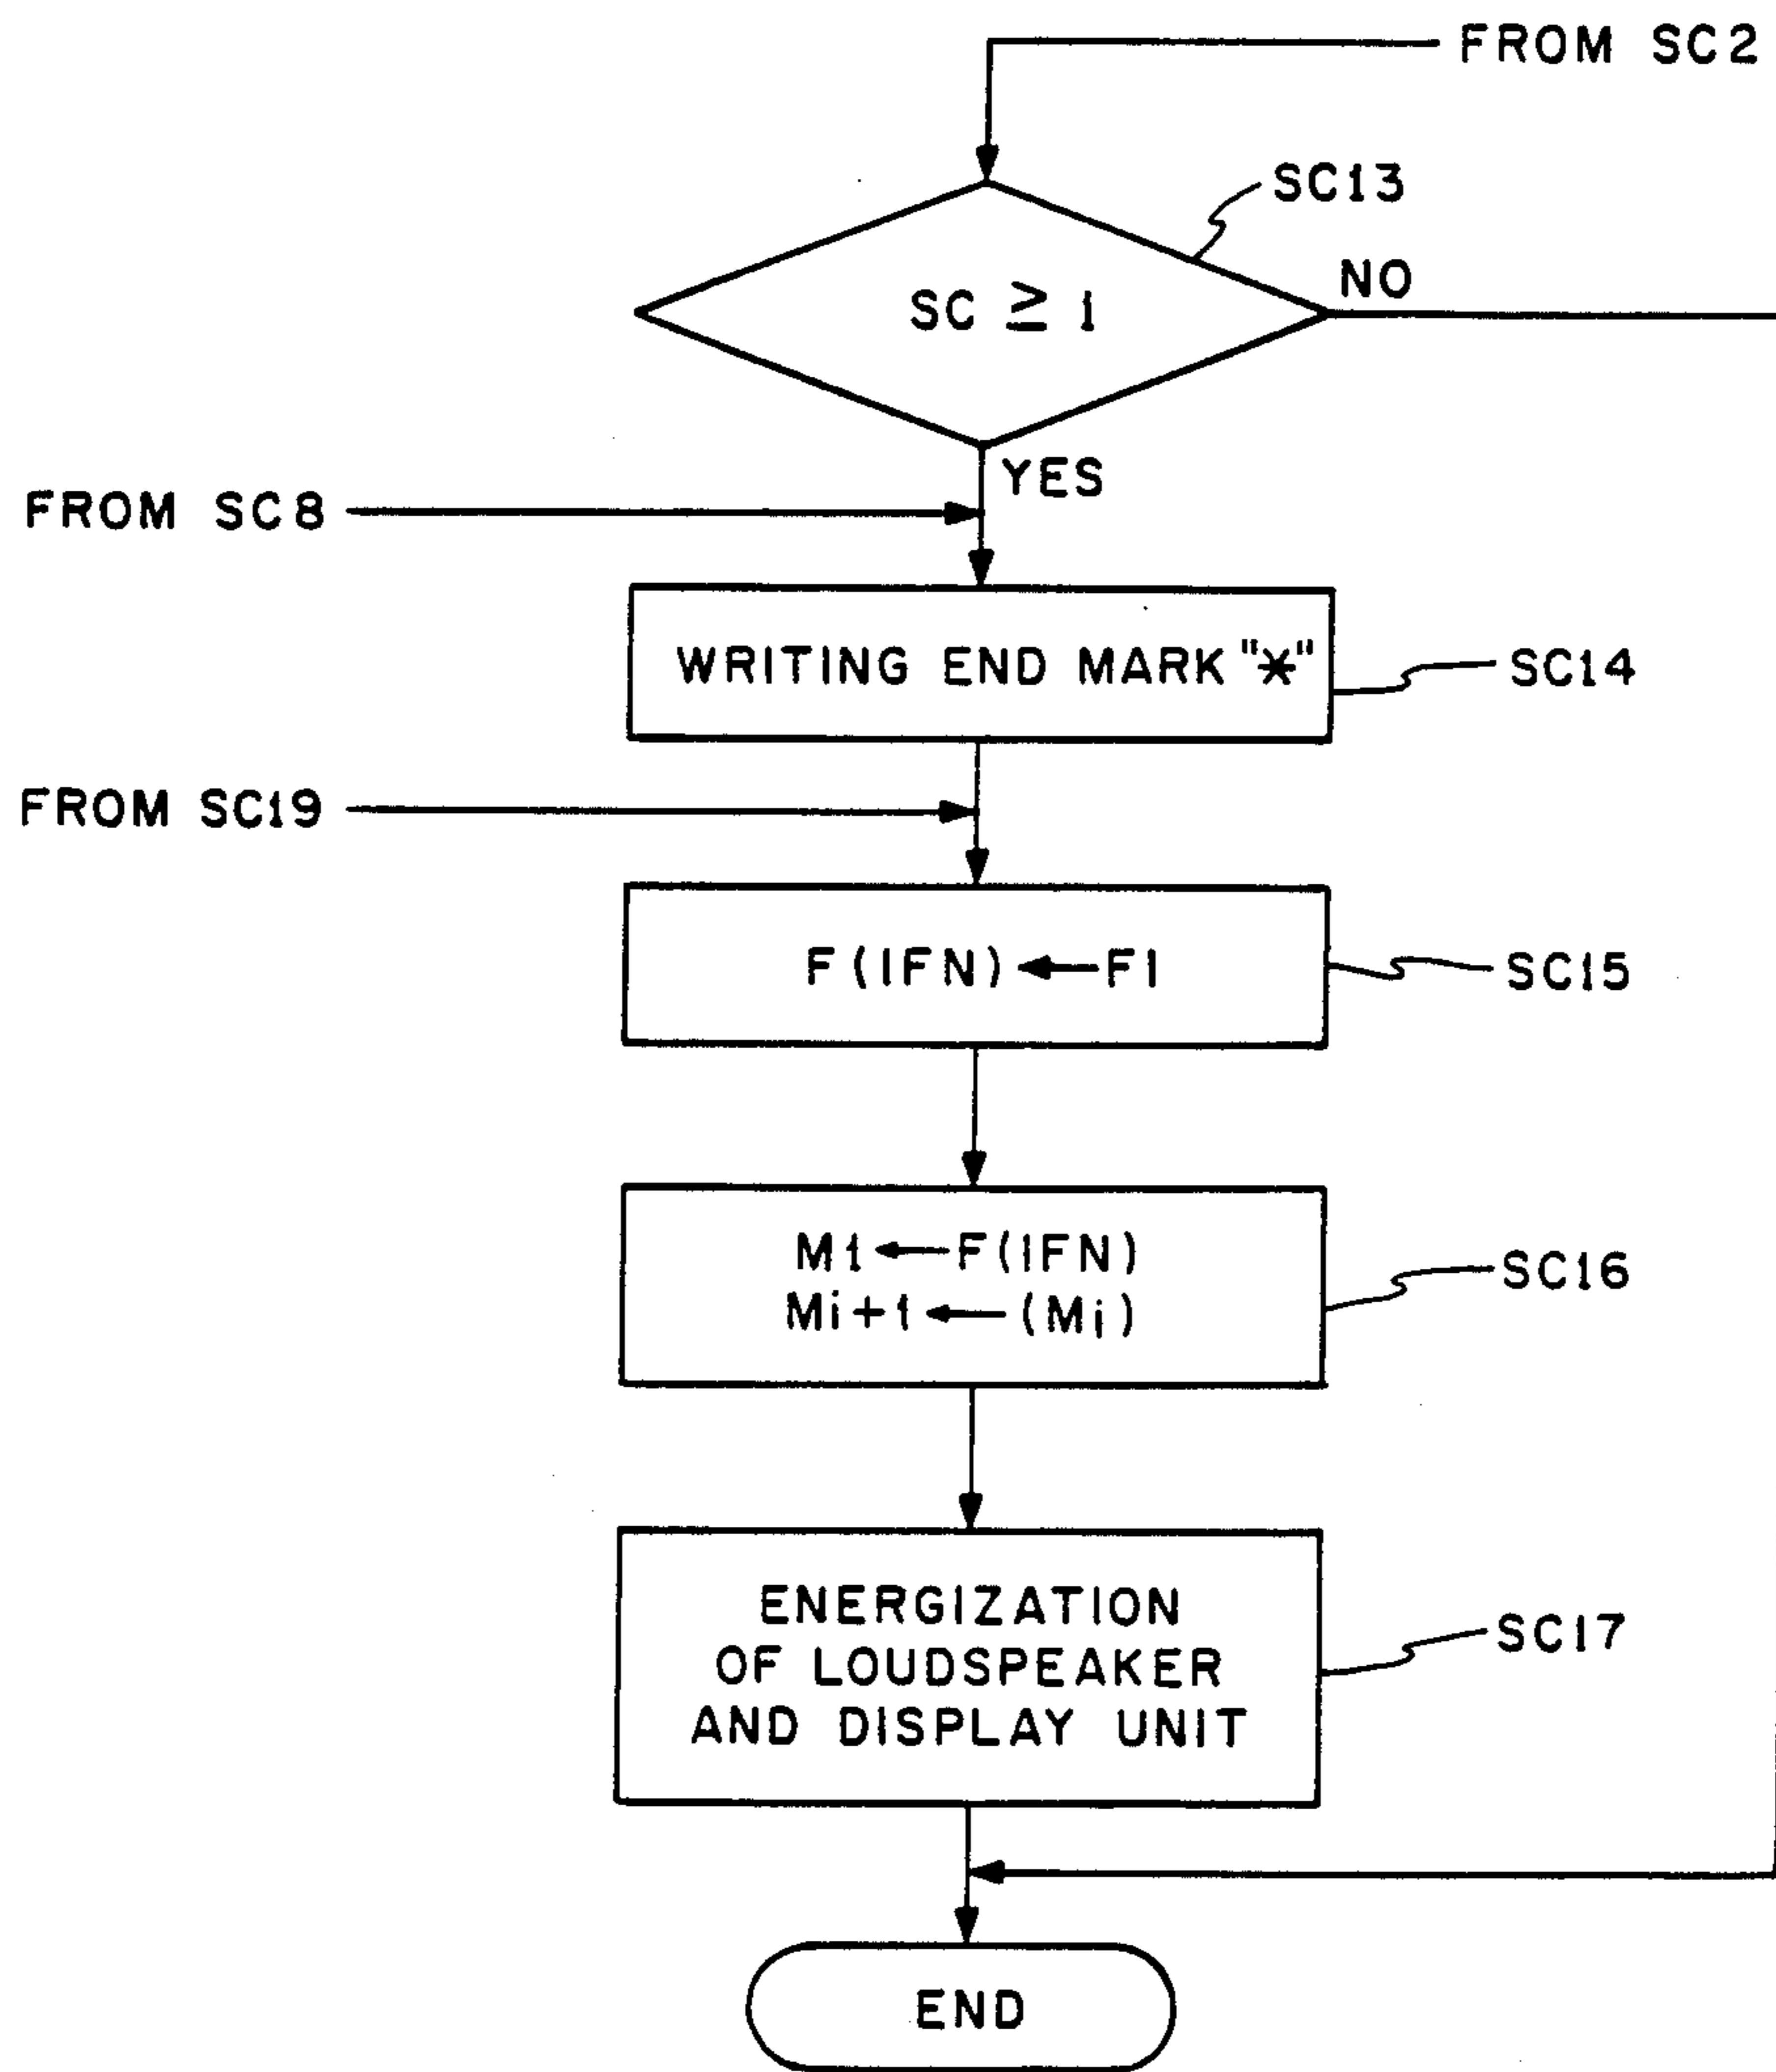 FROM SC2
SC13
SC ≥ 1
NO
YES
FROM SC8
WRITING END MARK "*"
SC14
FROM SC19
F(IFN)←FI
SC15
M1←F(IFN)
Mi+1←(Mi)
SC16
ENERGIZATION
OF LOUDSPEAKER
AND DISPLAY UNIT
SC17
END